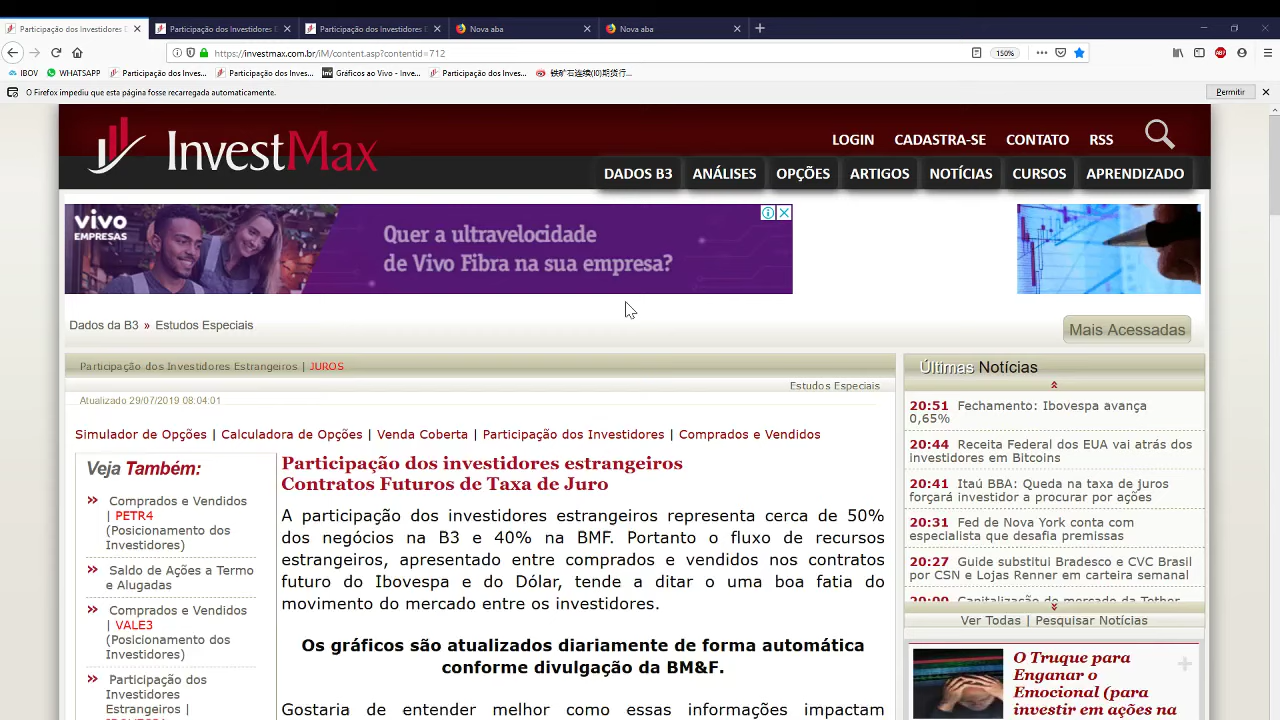 Participação dos Investidores E
Participação dos Investidores E
Participação dos Investidores E
Nova aba
Nova aba
https://investmax.com.br/iM/content.asp?contentid=712
150%
IBOV
WHATSAPP
Participação dos Inves...
Participação dos Inves...
Inv
Gráficos ao Vivo - Inve...
Participação dos Inves...
O Firefox impediu que esta página fosse recarregada automaticamente.
Permitir
InvestMax
LOGIN
CADASTRA-SE
CONTATO
RSS
DADOS B3
ANÁLISES
OPÇÕES
ARTIGOS
NOTÍCIAS
CURSOS
APRENDIZADO
vivo
EMPRESAS
Quer a ultravelocidade
de Vivo Fibra na sua empresa?
Dados da B3 » Estudos Especiais
Mais Acessadas
Participação dos Investidores Estrangeiros | JUROS
Estudos Especiais
Atualizado 29/07/2019 08:04:01
Simulador de Opções | Calculadora de Opções | Venda Coberta | Participação dos Investidores | Comprados e Vendidos
Veja Também:
Comprados e Vendidos
| PETR4
(Posicionamento dos
Investidores)
Saldo de Ações a Termo
e Alugadas
Comprados e Vendidos
| VALE3
(Posicionamento dos
Investidores)
Participação dos
Investidores
Estrangeiros |
Participação dos investidores estrangeiros
Contratos Futuros de Taxa de Juro
A participação dos investidores estrangeiros representa cerca de 50%
dos negócios na B3 e 40% na BMF. Portanto o fluxo de recursos
estrangeiros, apresentado entre comprados e vendidos nos contratos
futuro do Ibovespa e do Dólar, tende a ditar o uma boa fatia do
movimento do mercado entre os investidores.
Os gráficos são atualizados diariamente de forma automática
conforme divulgação da BM&F.
Gostaria de entender melhor como essas informações impactam
Últimas Notícias
20:51 Fechamento: Ibovespa avança
0,65%
20:44 Receita Federal dos EUA vai atrás dos
investidores em Bitcoins
20:41 Itaú BBA: Queda na taxa de juros
forçará investidor a procurar por ações
20:31 Fed de Nova York conta com
especialista que desafia premissas
20:27 Guide substitui Bradesco e CVC Brasil
por CSN e Lojas Renner em carteira semanal
20:00 Capitalização de mercado da Tether
Ver Todas | Pesquisar Notícias
O Truque para
Enganar o
Emocional (para
investir em ações na